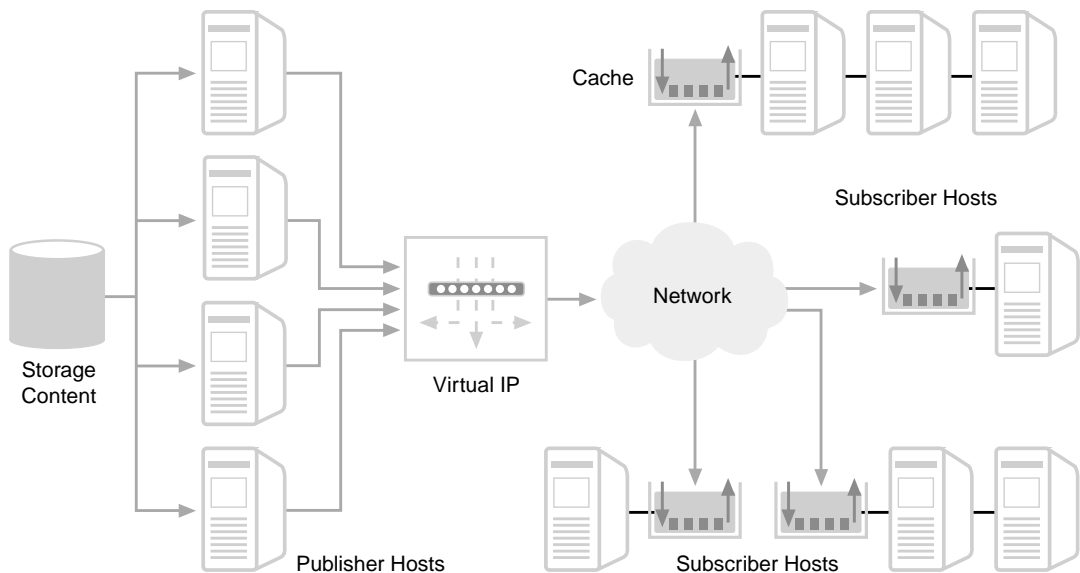 Cache
Subscriber Hosts
Network
Storage
Content
Virtual IP
Publisher Hosts
Subscriber Hosts